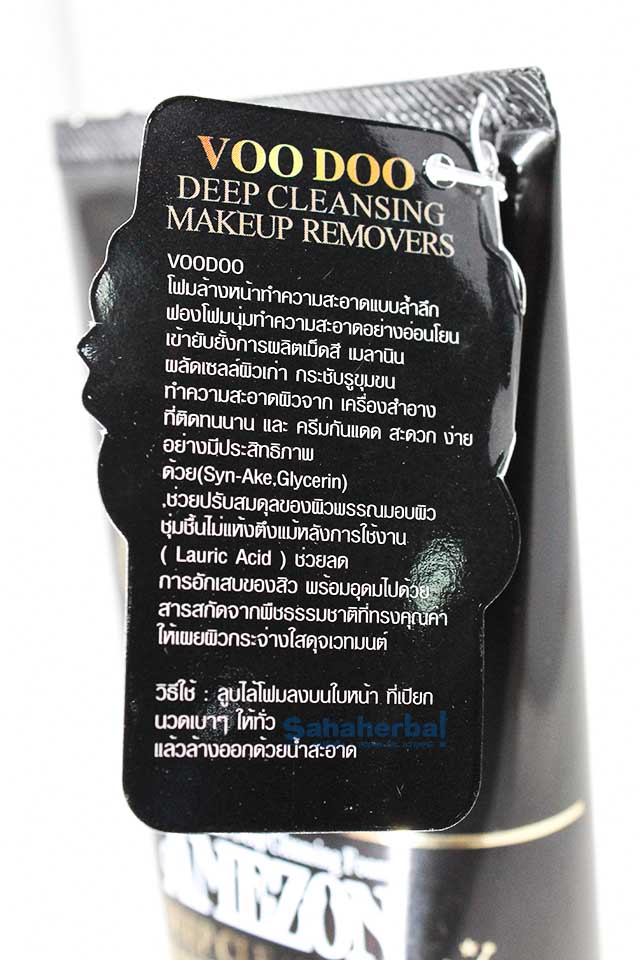 VOO DOO
DEEP CLEANSING
MAKEUP REMOVERS
VOODOO
โฟมล้างหน้าทำความสะอาดแบบล้ำลึก
ฟองโฟมนุ่มทำความสะอาดอย่างอ่อนโยน
เข้ายับยั้งการผลิตเม็ดสี เมลานิน
ผลัดเซลล์ผิวเก่า กระชับรูขุมขน
ทำความสะอาดผิวจาก เครื่องสำอาง
ที่ติดทนนาน และ ครีมกันแดด สะดวก ง่าย
อย่างมีประสิทธิภาพ
ด้วย(Syn-Ake,Glycerin)
,ช่วยปรับสมดุลของผิวพรรณมอบผิว
ชุ่มชื้นไม่แห้งตึงแม้หลังการใช้งาน
( Lauric Acid ) ช่วยลด
การอักเสบของสิว พร้อมอุดมไปด้วย
สารสกัดจากพืชธรรมชาติที่ทรงคุณค่า
ให้เผยผิวกระจ่างใสดุจเวทมนต์
วิธีใช้ : ลูบไล้โฟมลงบนใบหน้า ที่เปียก
นวดเบาๆ ให้ทั่ว
Sahaherbal
แล้วล้างออกด้วยน้ำสะอาด
AMEZON